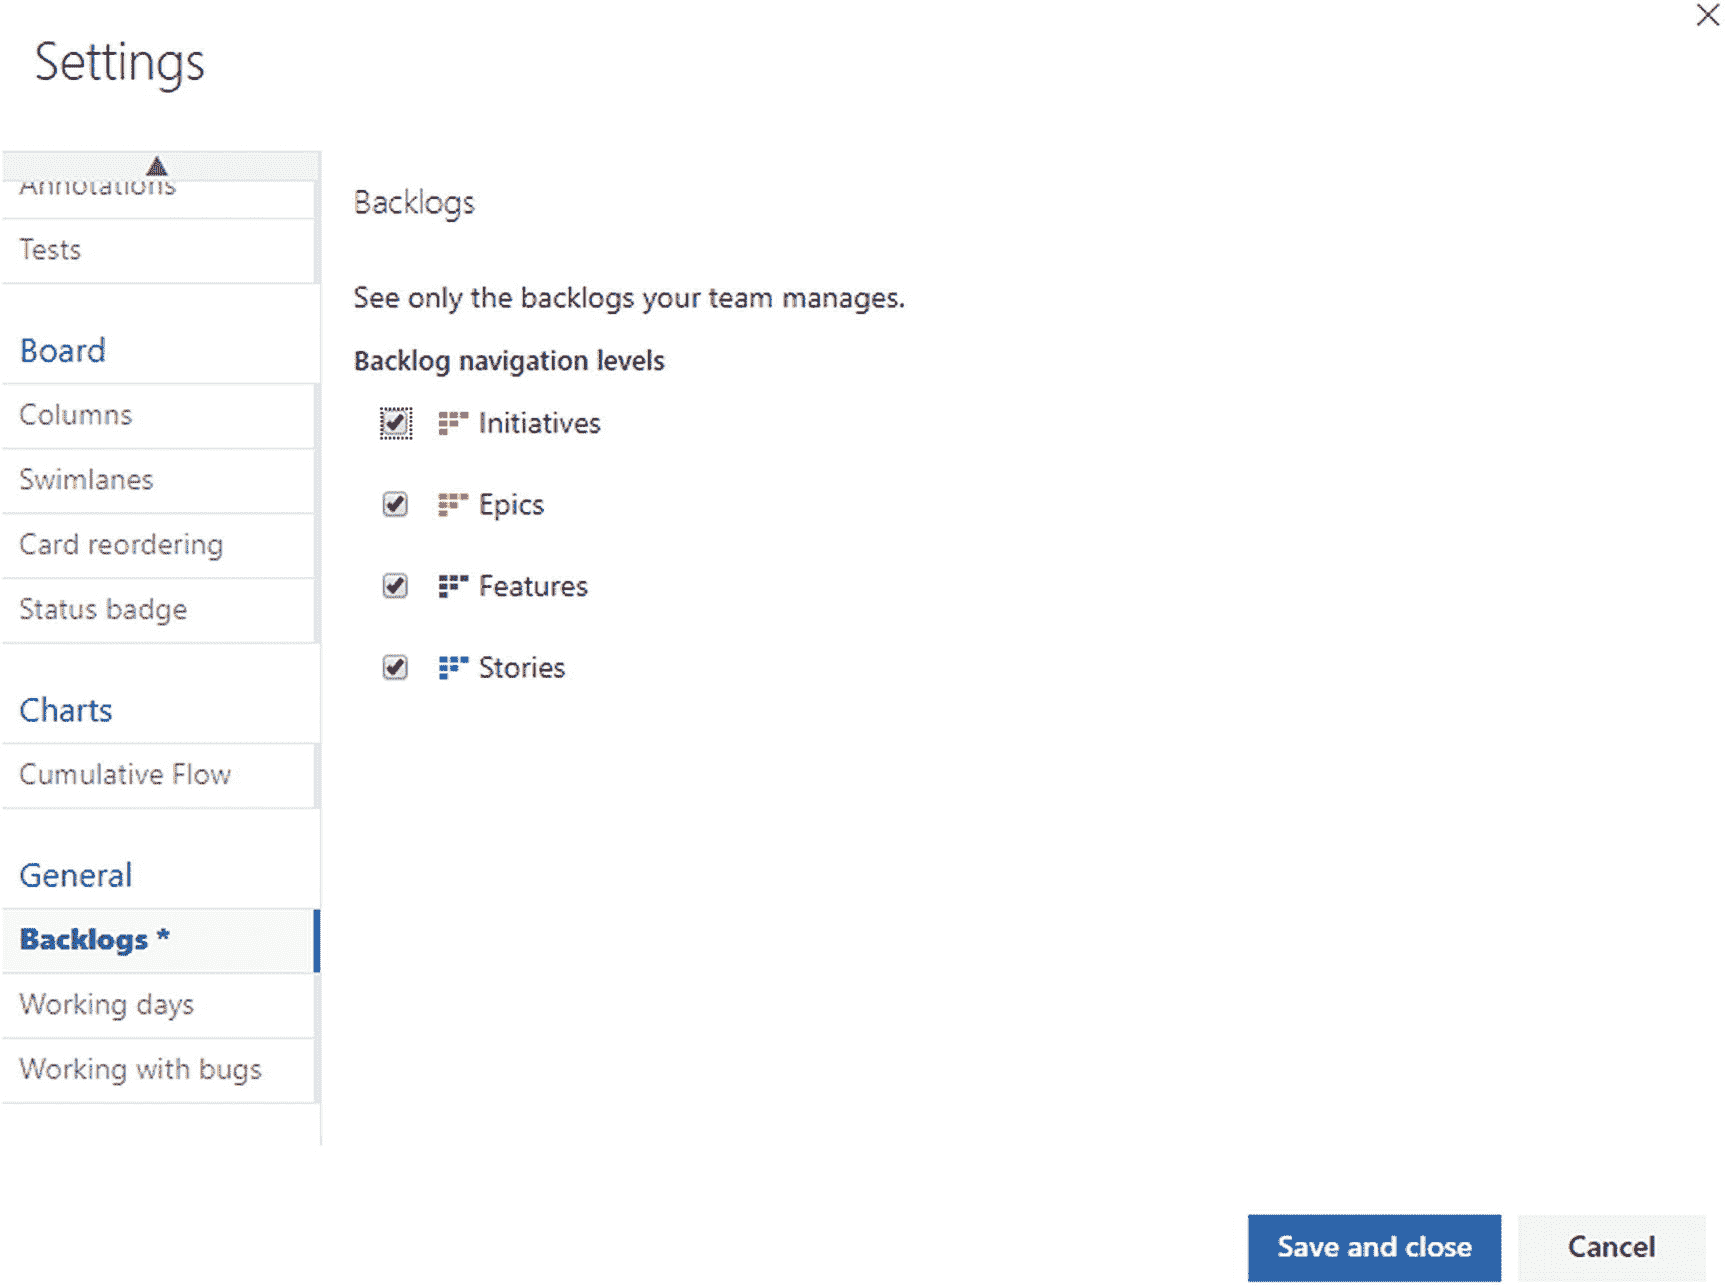 Settings
Annotations
Tests
Board
Columns
Swimlanes
Card reordering
Status badge
Charts
Cumulative Flow
General
Backlogs *
Working days
Working with bugs
Backlogs
See only the backlogs your team manages.
Backlog navigation levels
Initiatives
Epics
Features
Stories
Save and close
Cancel